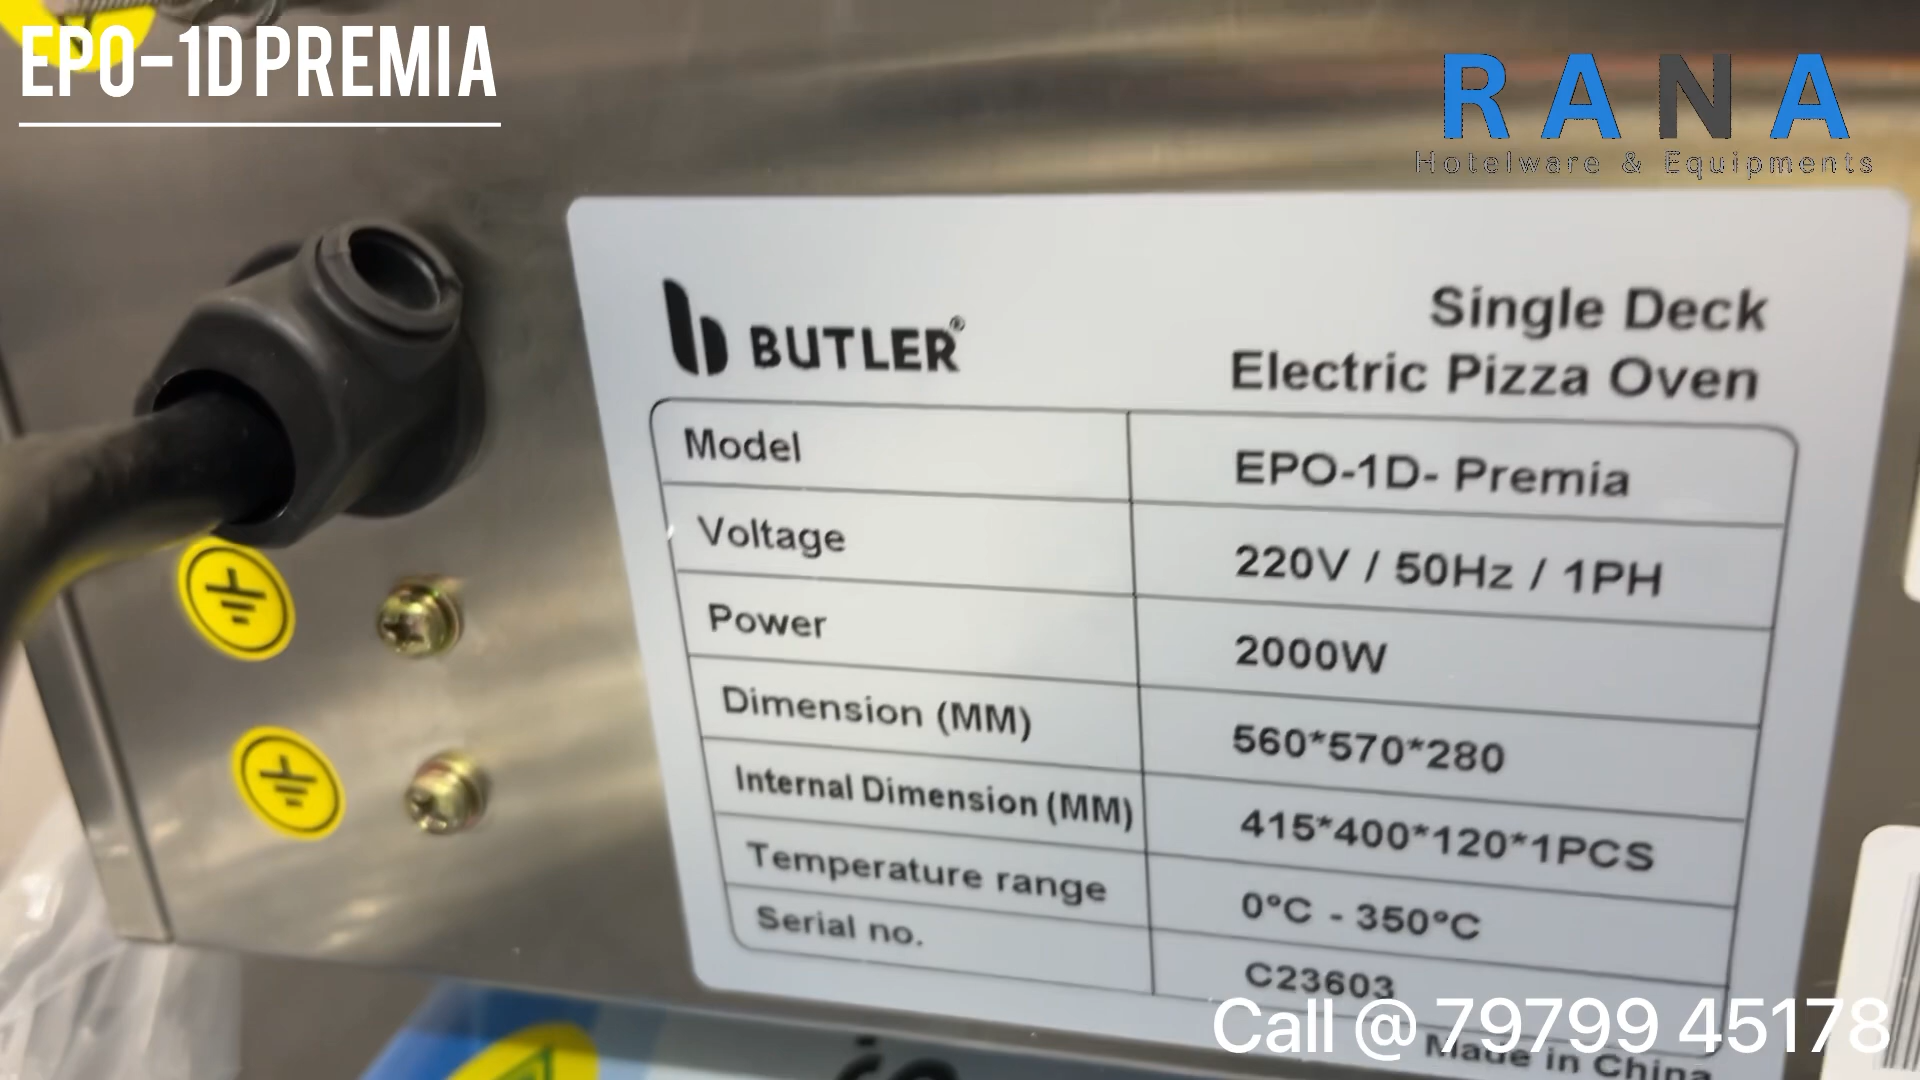 EPO-1D PREMIA
RANA
Hotelware & Equipments
BUTLER®
Single Deck
Electric Pizza Oven
Model EPO-1D- Premia
Voltage 220V / 50Hz / 1PH
Power 2000W
Dimension (MM) 560*570*280
Internal Dimension (MM) 415*400*120*1PCS
Temperature range 0°C - 350°C
Serial no. C23603
Call @ 79799 45178
Made in China